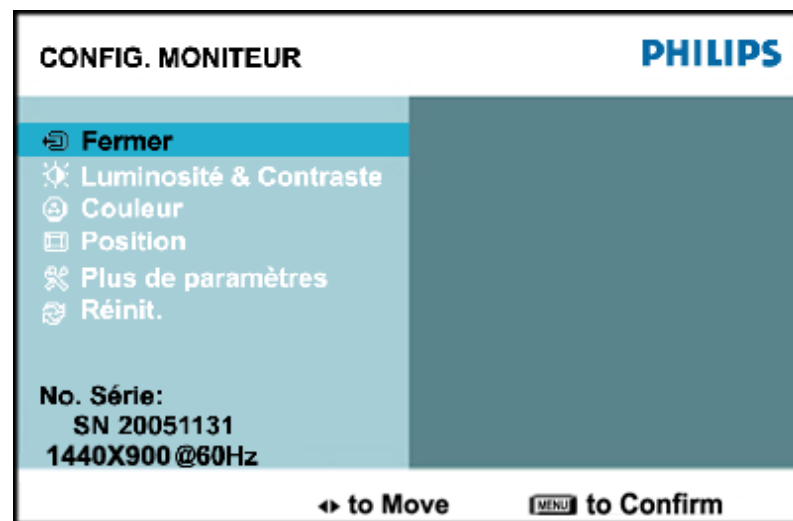 CONFIG. MONITEUR
PHILIPS
Fermer
Luminosité & Contraste
Couleur
Position
Plus de paramètres
Réinit.
No. Série:
SN 20051131
1440X900@60Hz
to Move
MENU to Confirm